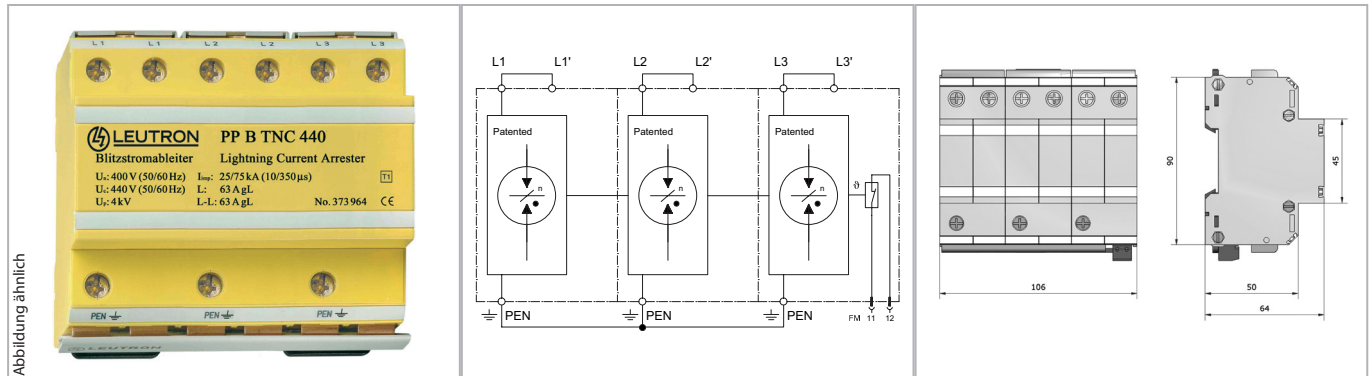 Abbildung ähnlich
L1 L1 L2 L2 L3 L3
LEUTRON PP B TNC 440
Blitzstromableiter Lightning Current Arrester
Uₙ: 400 V (50/60 Hz) Iᵢₘₚ: 25/75 kA (10/350 µs) T1
U꜀: 440 V (50/60 Hz) L: 63 A gL
Uₚ: 4 kV L-L: 63 A gL No. 373 964 CE
PEN PEN PEN
LEUTRON
L1 L1' L2 L2' L3 L3'
Patented Patented Patented
n n n
ϑ
PEN PEN PEN FM 11 12
90
45
106
50
64